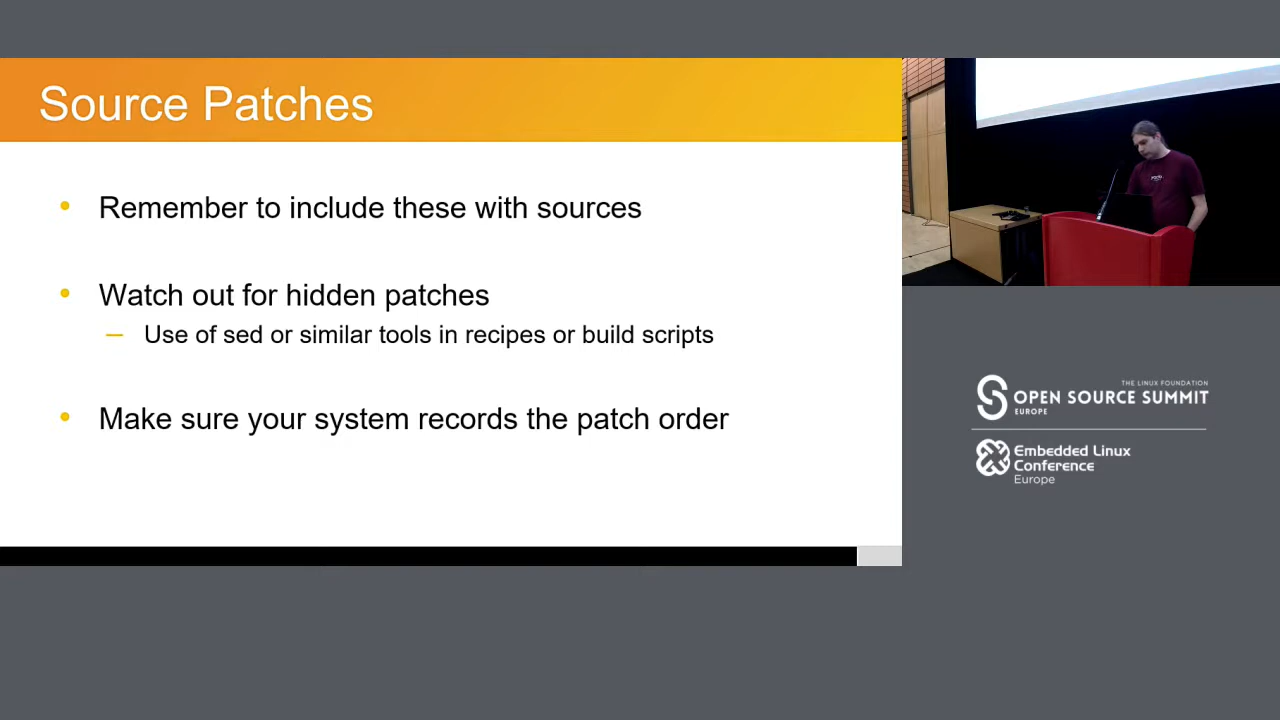 Source Patches
• Remember to include these with sources
• Watch out for hidden patches
– Use of sed or similar tools in recipes or build scripts
• Make sure your system records the patch order
THE LINUX FOUNDATION
OPEN SOURCE SUMMIT
EUROPE
Embedded Linux
Conference
Europe